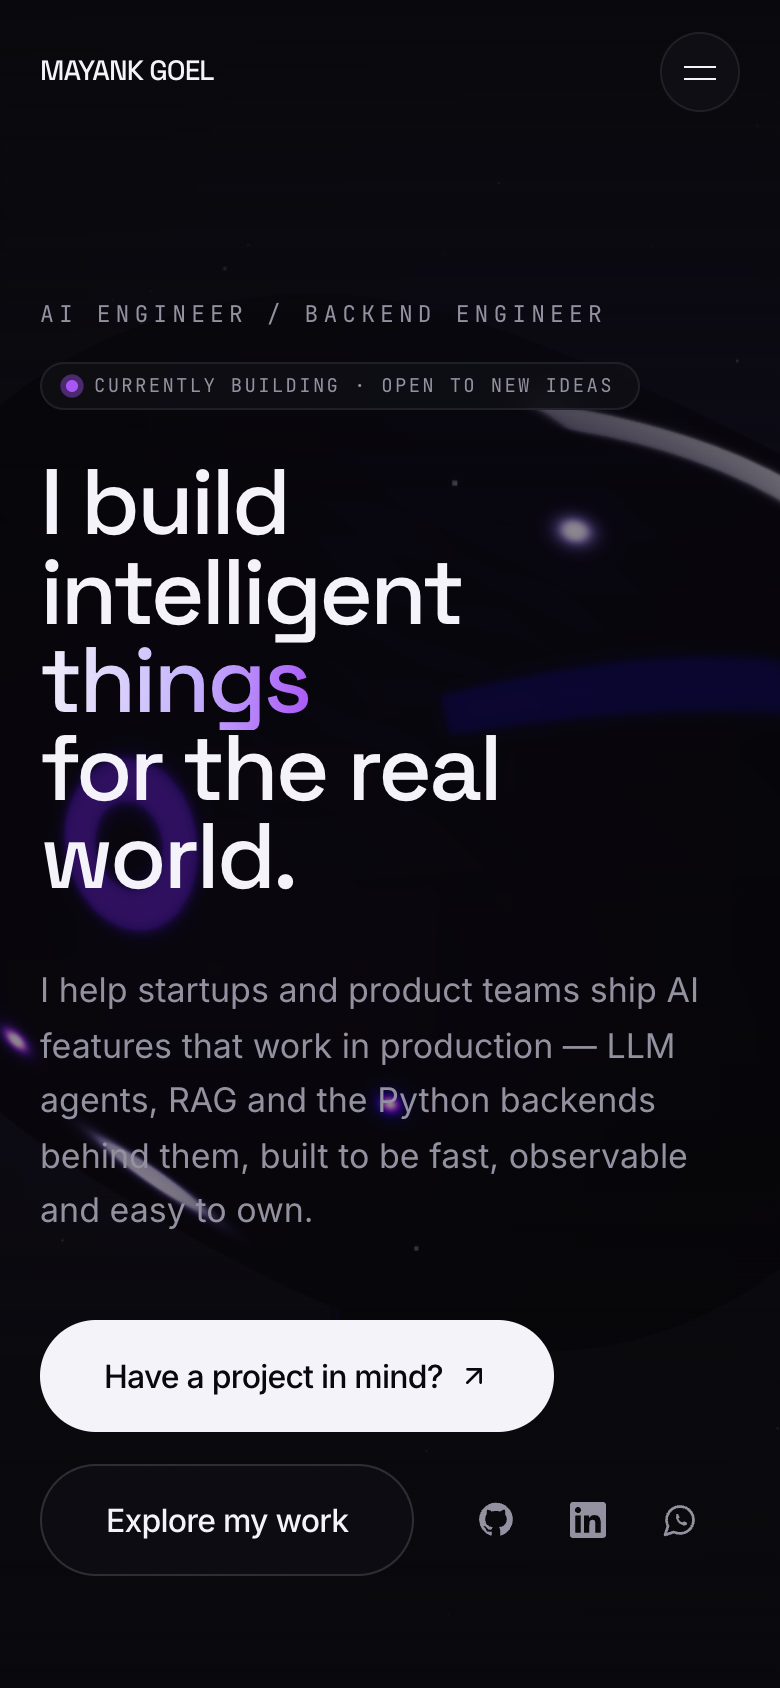 MAYANK GOEL
AI ENGINEER / BACKEND ENGINEER
CURRENTLY BUILDING · OPEN TO NEW IDEAS
I build
intelligent
things
for the real
world.
I help startups and product teams ship AI
features that work in production — LLM
agents, RAG and the Python backends
behind them, built to be fast, observable
and easy to own.
Have a project in mind?
Explore my work